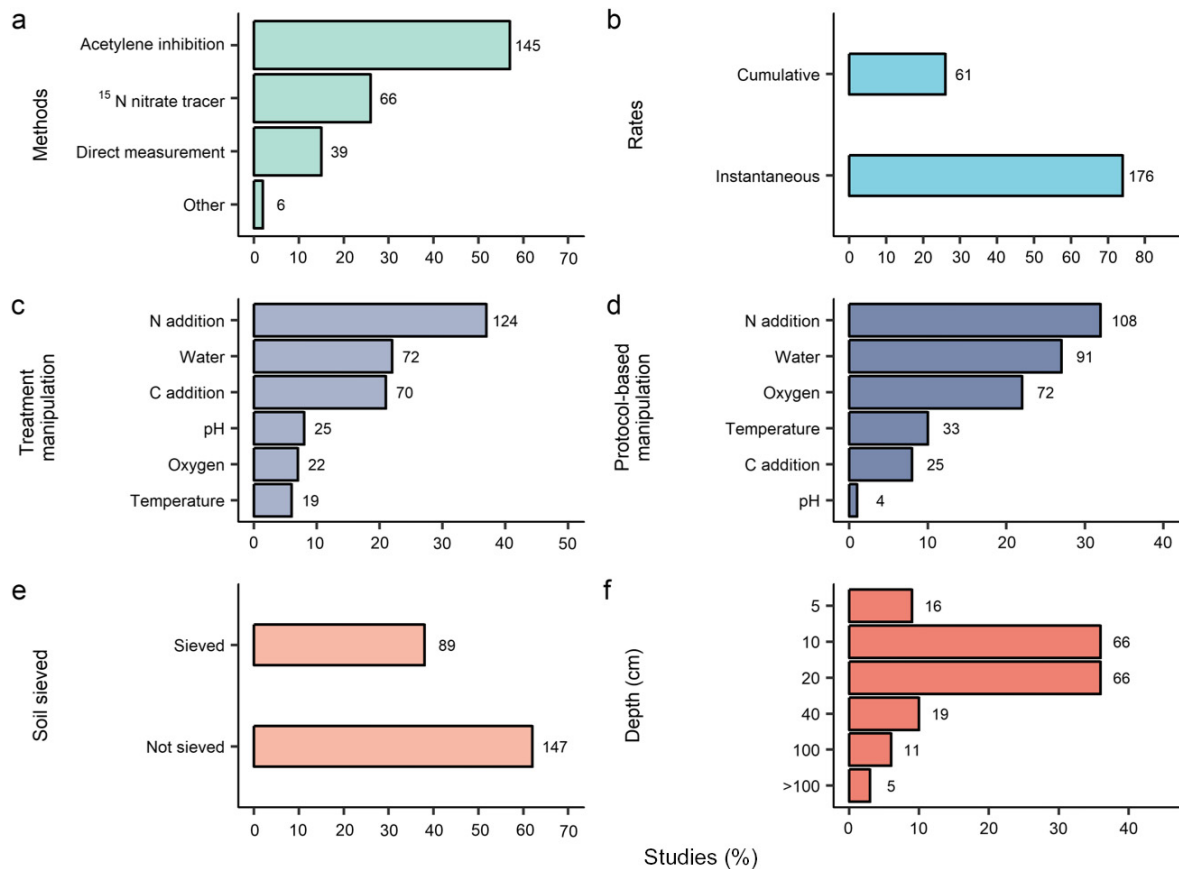 a
Methods
Acetylene inhibition 145
15 N nitrate tracer 66
Direct measurement 39
Other 6
0 10 20 30 40 50 60 70
b
Rates
Cumulative 61
Instantaneous 176
0 10 20 30 40 50 60 70 80
c
Treatment
manipulation
N addition 124
Water 72
C addition 70
pH 25
Oxygen 22
Temperature 19
0 10 20 30 40 50
d
Protocol-based
manipulation
N addition 108
Water 91
Oxygen 72
Temperature 33
C addition 25
pH 4
0 10 20 30 40
e
Soil sieved
Sieved 89
Not sieved 147
0 10 20 30 40 50 60 70
f
Depth (cm)
5 16
10 66
20 66
40 19
100 11
>100 5
0 10 20 30 40
Studies (%)